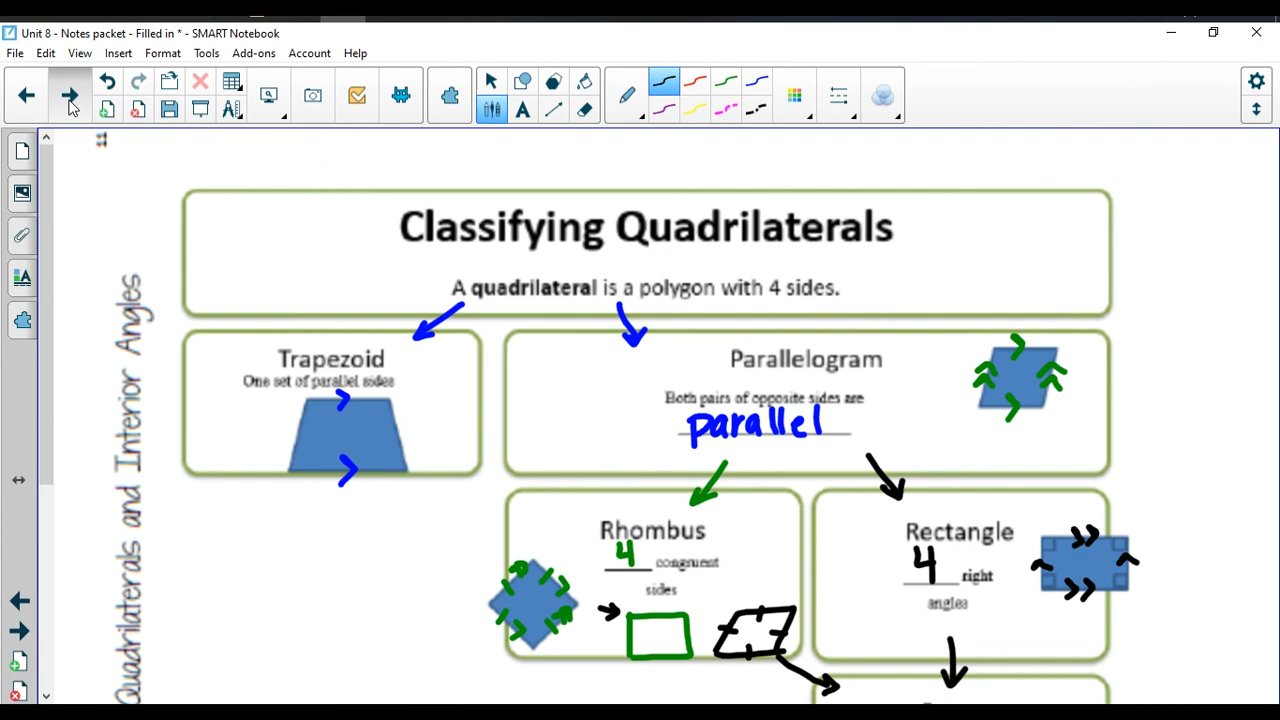 Unit 8 - Notes packet - Filled in * - SMART Notebook
File Edit View Insert Format Tools Add-ons Account Help
Classifying Quadrilaterals
A quadrilateral is a polygon with 4 sides.
Quadrilaterals and Interior Angles
Trapezoid
One set of parallel sides
Parallelogram
Both pairs of opposite sides are
parallel
Rhombus
4 congruent
sides
Rectangle
4 right
angles